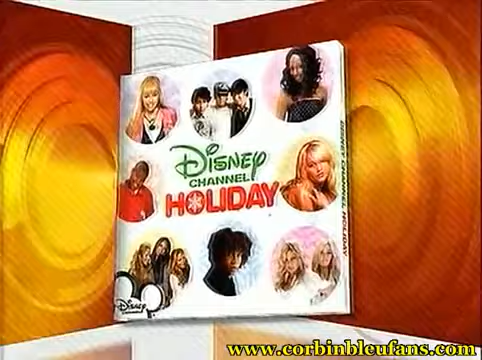 DISNEY
CHANNEL
HOLIDAY
DISNEY CHANNEL HOLIDAY
Disney
CHANNEL
www.corbinbleufans.com